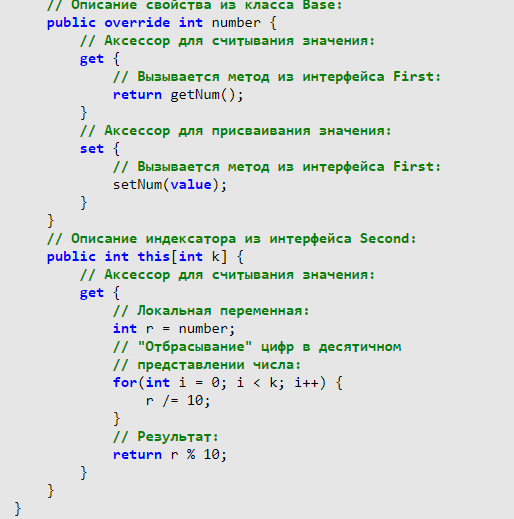 // Описание свойства из класса Base:
public override int number {
// Аксессор для считывания значения:
get {
// Вызывается метод из интерфейса First:
return getNum();
}
// Аксессор для присваивания значения:
set {
// Вызывается метод из интерфейса First:
setNum(value);
}
}
// Описание индексатора из интерфейса Second:
public int this[int k] {
// Аксессор для считывания значения:
get {
// Локальная переменная:
int r = number;
// "Отбрасывание" цифр в десятичном
// представлении числа:
for(int i = 0; i < k; i++) {
r /= 10;
}
// Результат:
return r % 10;
}
}
}